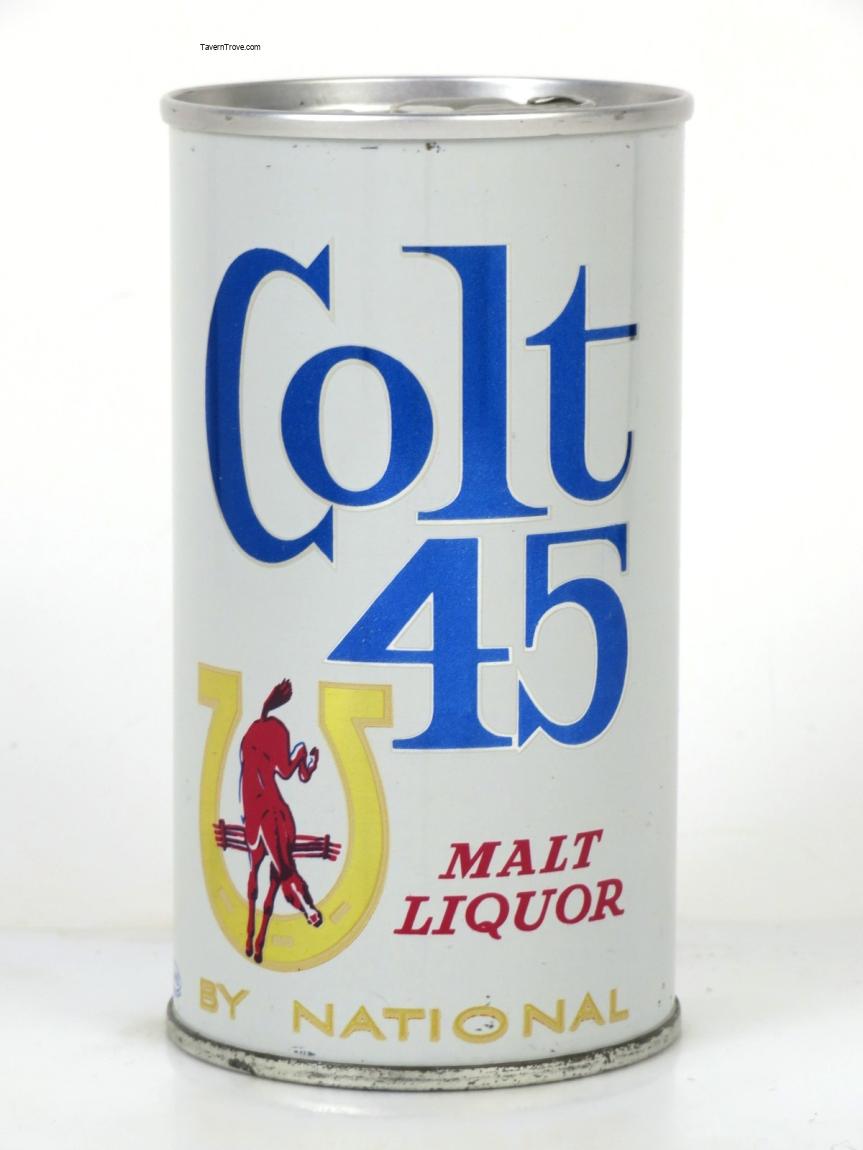 TavernTrove.com
Colt
45
MALT
LIQUOR
BY NATIONAL